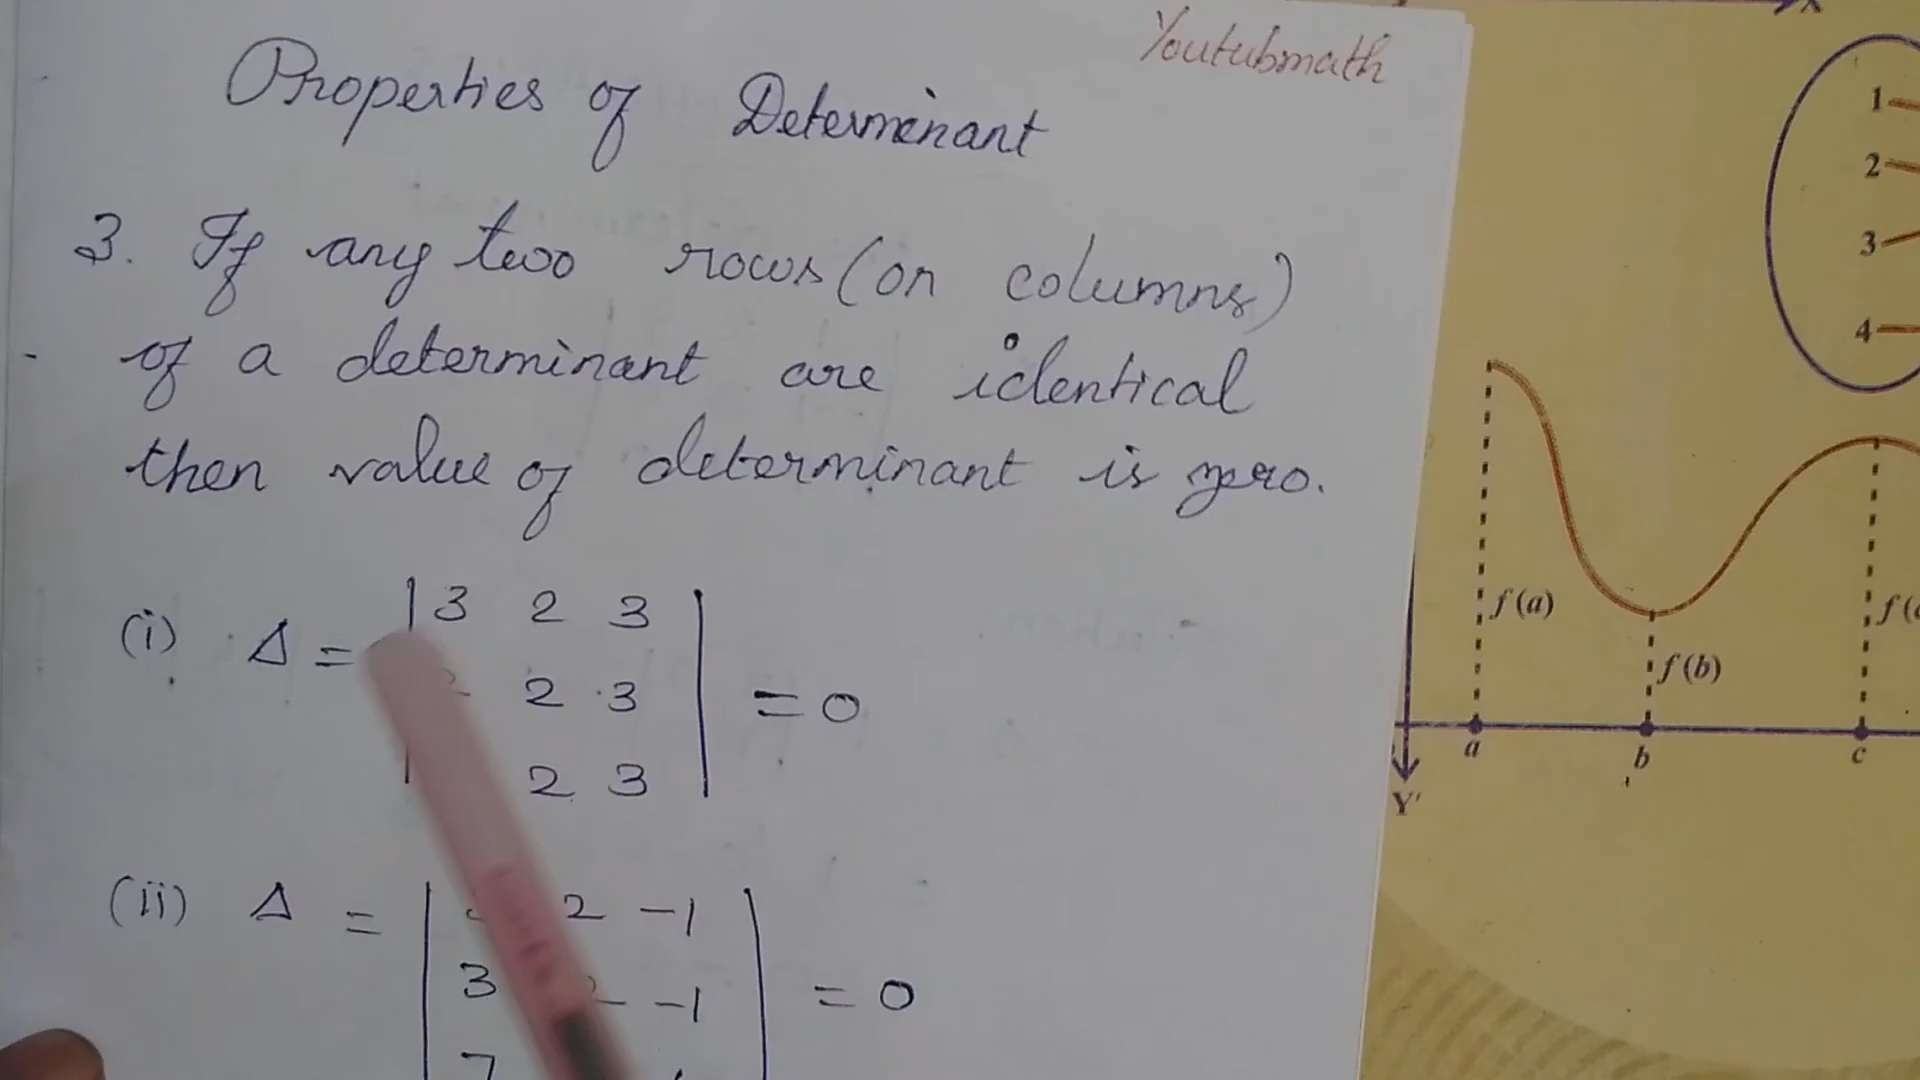 Youtubmath
Properties of Determinant
3. If any two rows (or columns)
of a determinant are identical
then value of determinant is zero.
(i) Δ = | 3 2 3 |
2 3 = 0
2 3
(ii) Δ = | 2 -1 |
3 -1 = 0
7
X
1
2
3
4
f(a)
f(b)
a b c
Y'